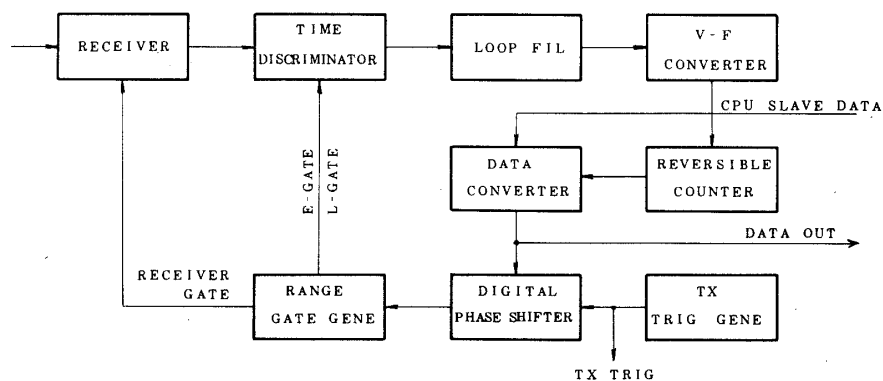 RECEIVER
TIME
DISCRIMINATOR
LOOP FIL
V-F
CONVERTER
CPU SLAVE DATA
E-GATE
L-GATE
DATA
CONVERTER
REVERSIBLE
COUNTER
DATA OUT
RECEIVER
GATE
RANGE
GATE GENE
DIGITAL
PHASE SHIFTER
TX
TRIG GENE
TX TRIG